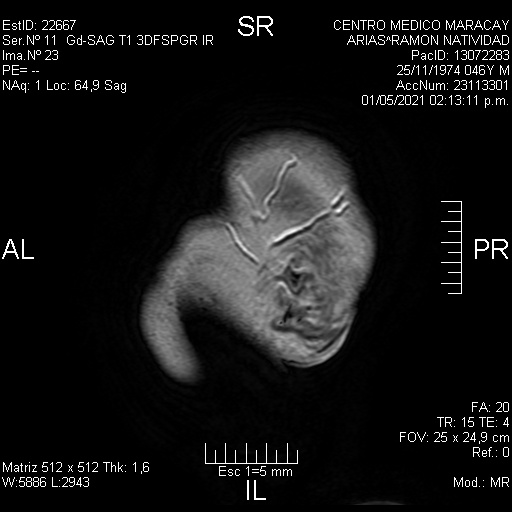 EstID: 22667
Ser.Nº 11 Gd-SAG T1 3DFSPGR IR
Ima.Nº 23
PE= --
NAq: 1 Loc: 64,9 Sag
SR
CENTRO MEDICO MARACAY
ARIAS^RAMON NATIVIDAD
PacID: 13072283
25/11/1974 046Y M
AccNum: 23113301
01/05/2021 02:13:11 p.m.
AL
PR
FA: 20
TR: 15 TE: 4
FOV: 25 x 24,9 cm
Ref.: 0
Mod.: MR
Matriz 512 x 512 Thk: 1,6
W:5886 L:2943
Esc 1=5 mm
IL